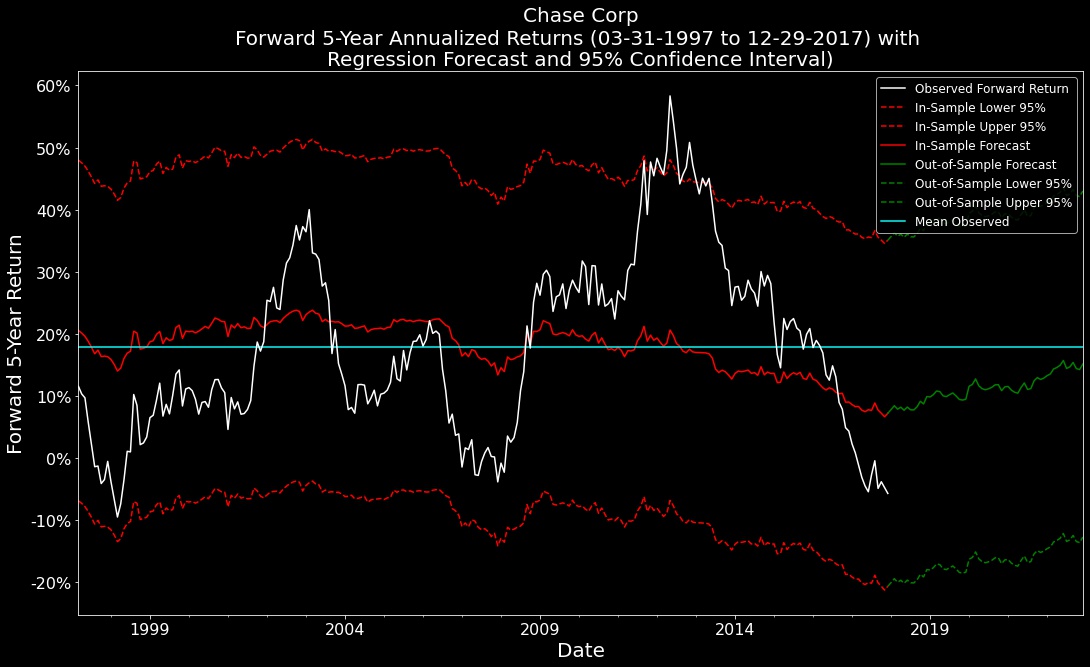 Chase Corp
Forward 5-Year Annualized Returns (03-31-1997 to 12-29-2017) with
Regression Forecast and 95% Confidence Interval)
Forward 5-Year Return
60%
50%
40%
30%
20%
10%
0%
-10%
-20%
Observed Forward Return
In-Sample Lower 95%
In-Sample Upper 95%
In-Sample Forecast
Out-of-Sample Forecast
Out-of-Sample Lower 95%
Out-of-Sample Upper 95%
Mean Observed
1999
2004
2009
2014
2019
Date